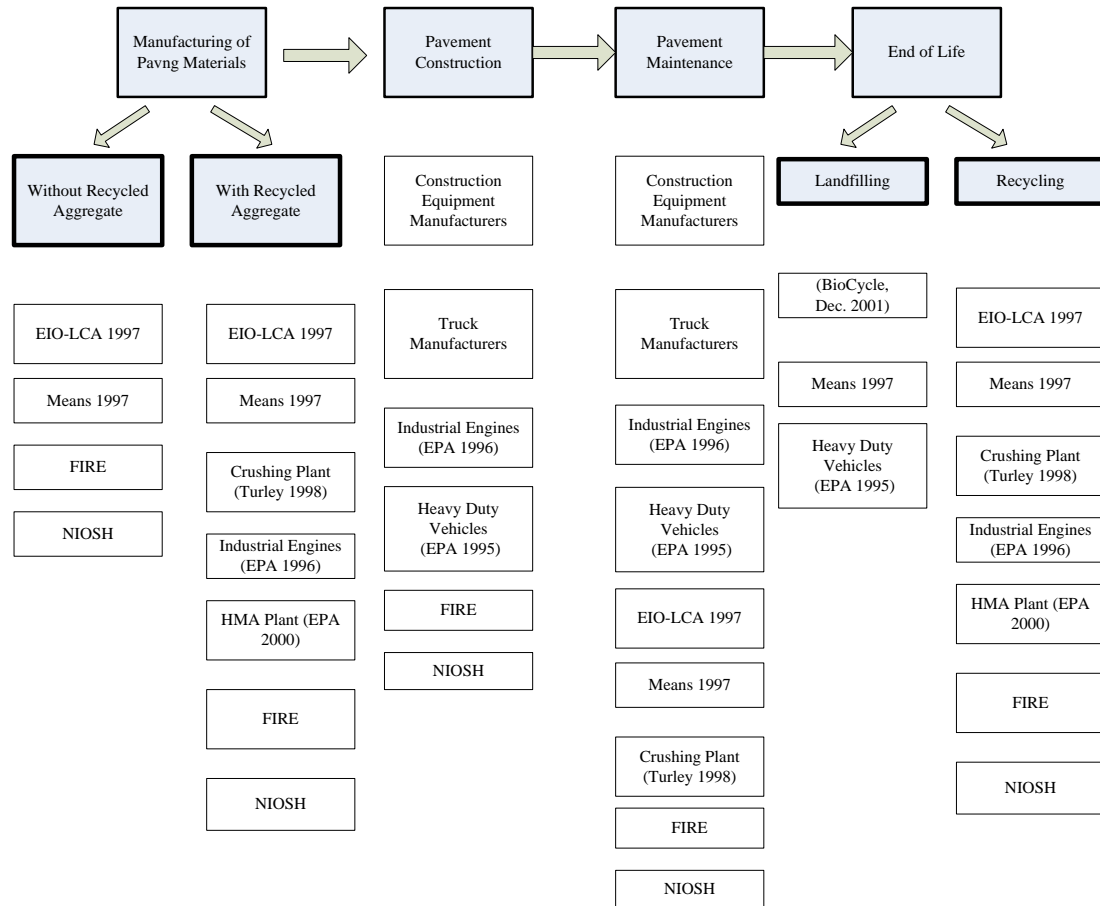 Manufacturing of
Pavng Materials
Pavement
Construction
Pavement
Maintenance
End of Life
Without Recycled
Aggregate
With Recycled
Aggregate
Construction
Equipment
Manufacturers
Construction
Equipment
Manufacturers
Landfilling
Recycling
EIO-LCA 1997
Means 1997
FIRE
NIOSH
EIO-LCA 1997
Means 1997
Crushing Plant
(Turley 1998)
Industrial Engines
(EPA 1996)
HMA Plant (EPA
2000)
FIRE
NIOSH
Truck
Manufacturers
Industrial Engines
(EPA 1996)
Heavy Duty
Vehicles
(EPA 1995)
FIRE
NIOSH
Truck
Manufacturers
Industrial Engines
(EPA 1996)
Heavy Duty
Vehicles
(EPA 1995)
EIO-LCA 1997
Means 1997
Crushing Plant
(Turley 1998)
FIRE
NIOSH
(BioCycle,
Dec. 2001)
Means 1997
Heavy Duty
Vehicles
(EPA 1995)
EIO-LCA 1997
Means 1997
Crushing Plant
(Turley 1998)
Industrial Engines
(EPA 1996)
HMA Plant (EPA
2000)
FIRE
NIOSH